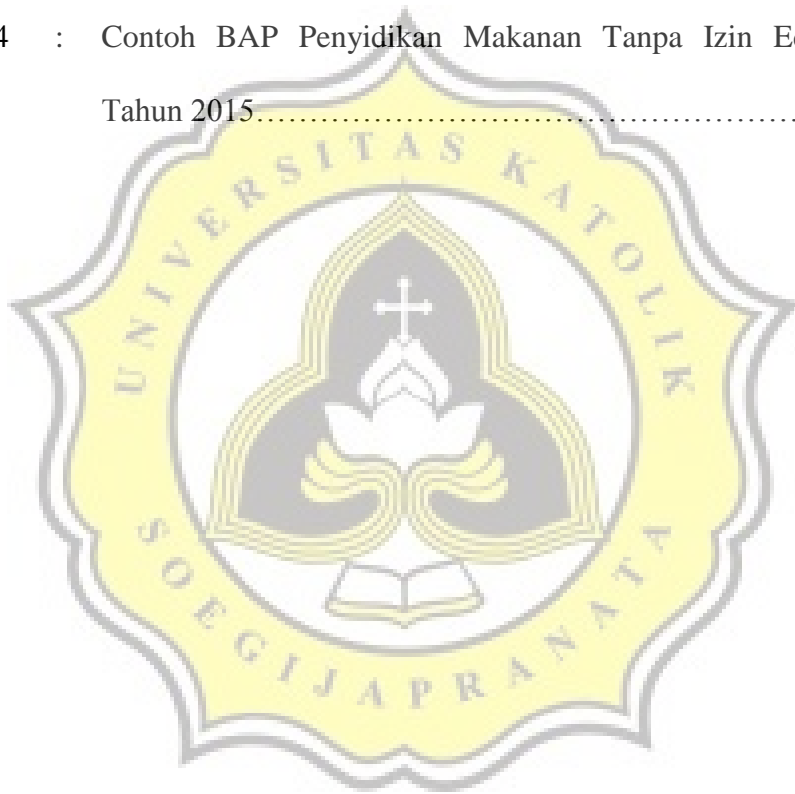 4 : Contoh BAP Penyidikan Makanan Tanpa Izin
Tahun 2015……………………………………………
UNIVERSITAS KATOLIK
SOEGIJAPRANATA